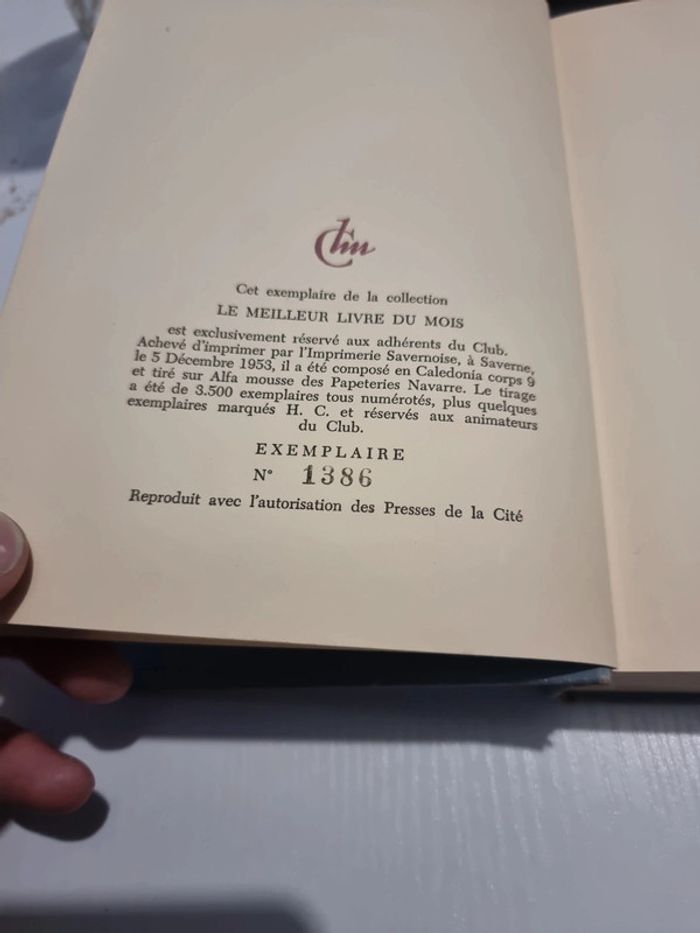 Clm
Cet exemplaire de la collection
LE MEILLEUR LIVRE DU MOIS
est exclusivement réservé aux adhérents du Club.
Achevé d'imprimer par l'Imprimerie Savernoise, à Saverne,
le 5 Décembre 1953, il a été composé en Caledonia corps 9
et tiré sur Alfa mousse des Papeteries Navarre. Le tirage
a été de 3.500 exemplaires tous numérotés, plus quelques
exemplaires marqués H. C. et réservés aux animateurs
du Club.
EXEMPLAIRE
N° 1386
Reproduit avec l'autorisation des Presses de la Cité